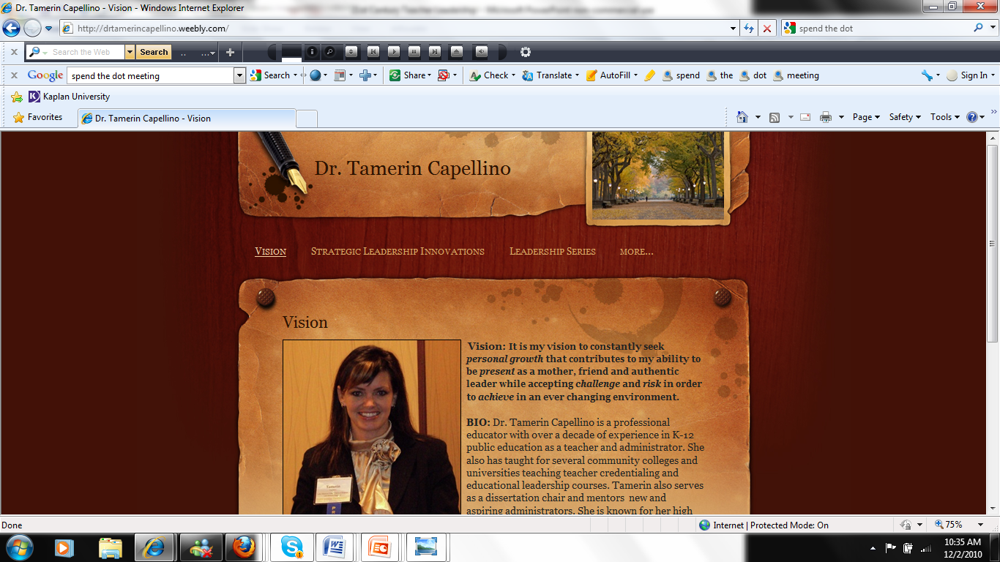 Dr. Tamerin Capellino - Vision - Windows Internet Explorer
http://drtamerincapellino.weebly.com/
spend the dot
Search the Web Search .. ...
Google spend the dot meeting Search Share Check Translate AutoFill spend the dot meeting Sign In
Kaplan University
Favorites Dr. Tamerin Capellino - Vision Page Safety Tools
Dr. Tamerin Capellino
Vision Strategic Leadership Innovations Leadership Series more...
Vision
Vision: It is my vision to constantly seek
personal growth that contributes to my ability to
be present as a mother, friend and authentic
leader while accepting challenge and risk in order
to achieve in an ever changing environment.
BIO: Dr. Tamerin Capellino is a professional
educator with over a decade of experience in K-12
public education as a teacher and administrator. She
also has taught for several community colleges and
universities teaching teacher credentialing and
educational leadership courses. Tamerin also serves
as a dissertation chair and mentors new and
aspiring administrators. She is known for her high
Tamerin
Done Internet | Protected Mode: On 75%
1
10:35 AM
12/2/2010